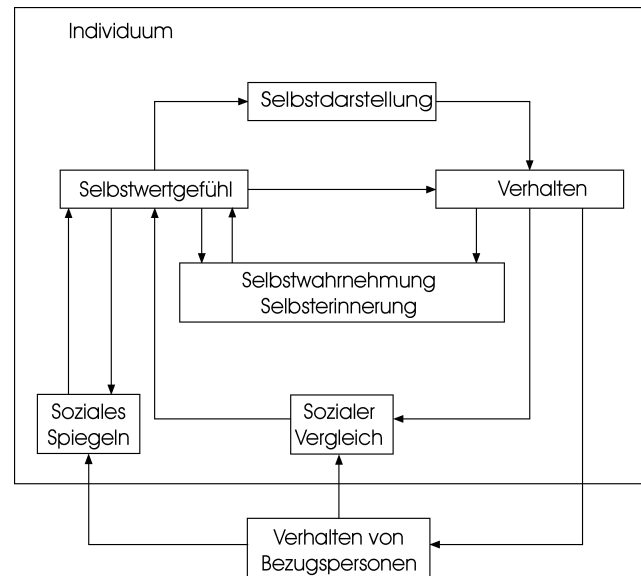 Individuum
Selbstdarstellung
Selbstwertgefühl
Verhalten
Selbstwahrnehmung
Selbsterinnerung
Soziales
Spiegeln
Sozialer
Vergleich
Verhalten von
Bezugspersonen